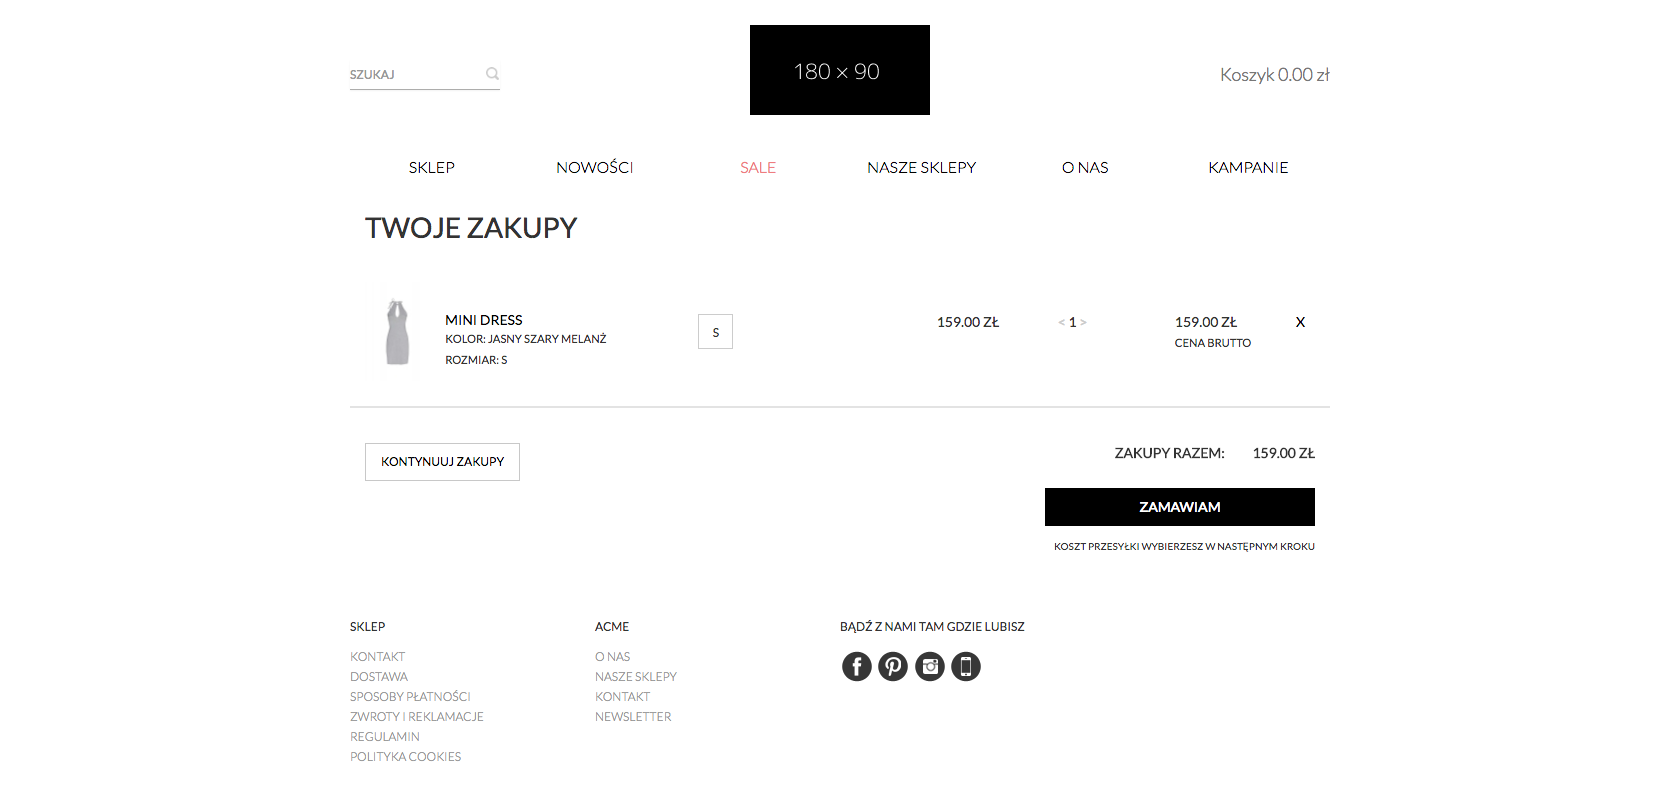 SZUKAJ
180 × 90
Koszyk 0.00 zł
SKLEP NOWOŚCI SALE NASZE SKLEPY O NAS KAMPANIE
TWOJE ZAKUPY
MINI DRESS
KOLOR: JASNY SZARY MELANŻ
ROZMIAR: S
S
159.00 ZŁ
< 1 >
159.00 ZŁ
CENA BRUTTO
X
KONTYNUUJ ZAKUPY
ZAKUPY RAZEM: 159.00 ZŁ
ZAMAWIAM
KOSZT PRZESYŁKI WYBIERZESZ W NASTĘPNYM KROKU
SKLEP
KONTAKT
DOSTAWA
SPOSOBY PŁATNOŚCI
ZWROTY I REKLAMACJE
REGULAMIN
POLITYKA COOKIES
ACME
O NAS
NASZE SKLEPY
KONTAKT
NEWSLETTER
BĄDŹ Z NAMI TAM GDZIE LUBISZ